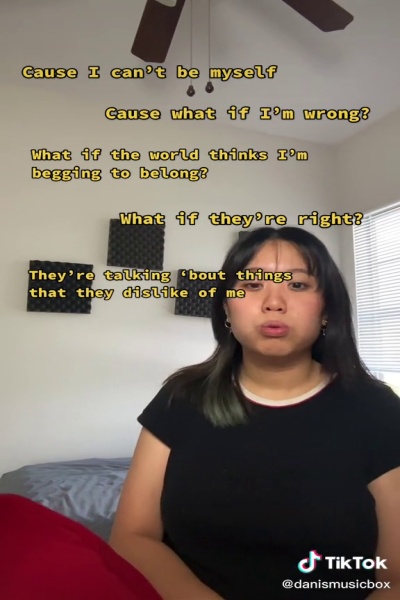 Cause I can't be myself
Cause what if I'm wrong?
What if the world thinks I'm
begging to belong?
What if they're right?
They're talking ‘bout things
that they dislike of me
TikTok
@danismusicbox